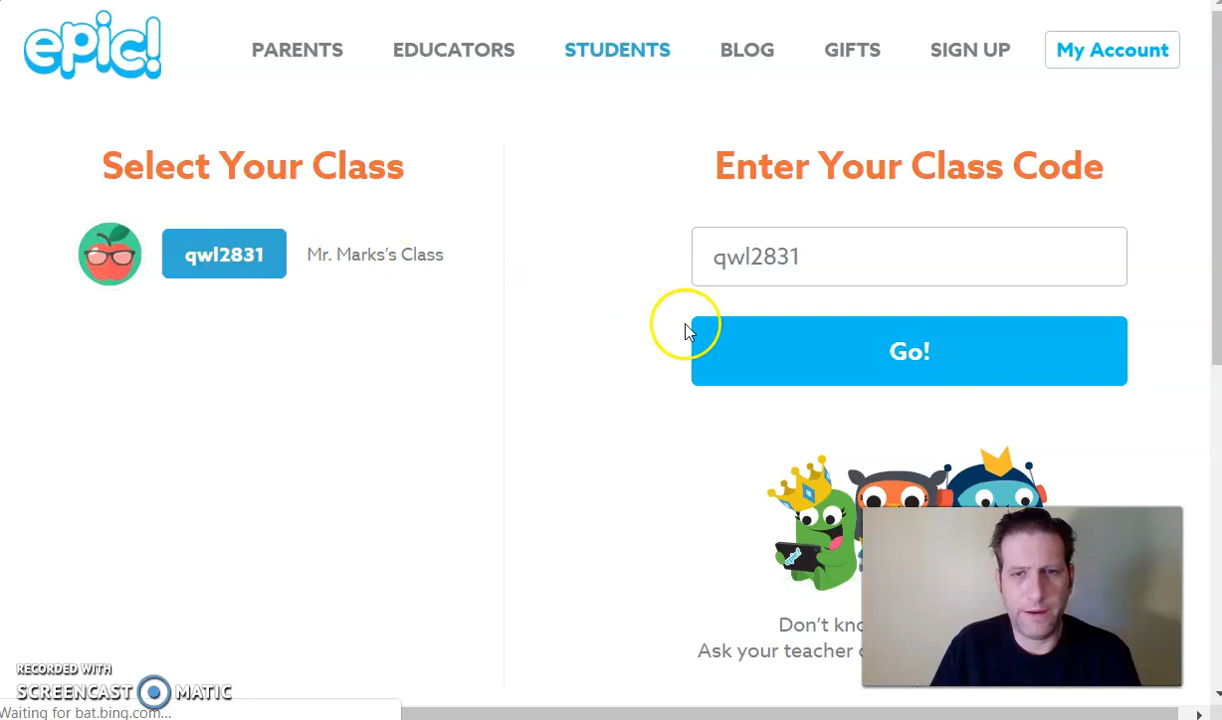 epic!
PARENTS EDUCATORS STUDENTS BLOG GIFTS SIGN UP My Account
Select Your Class
qwl2831 Mr. Marks's Class
Enter Your Class Code
qwl2831
Go!
epic!
Don't
Ask your teacher
RECORDED WITH
SCREENCAST MATIC
Waiting for bat.bing.com...